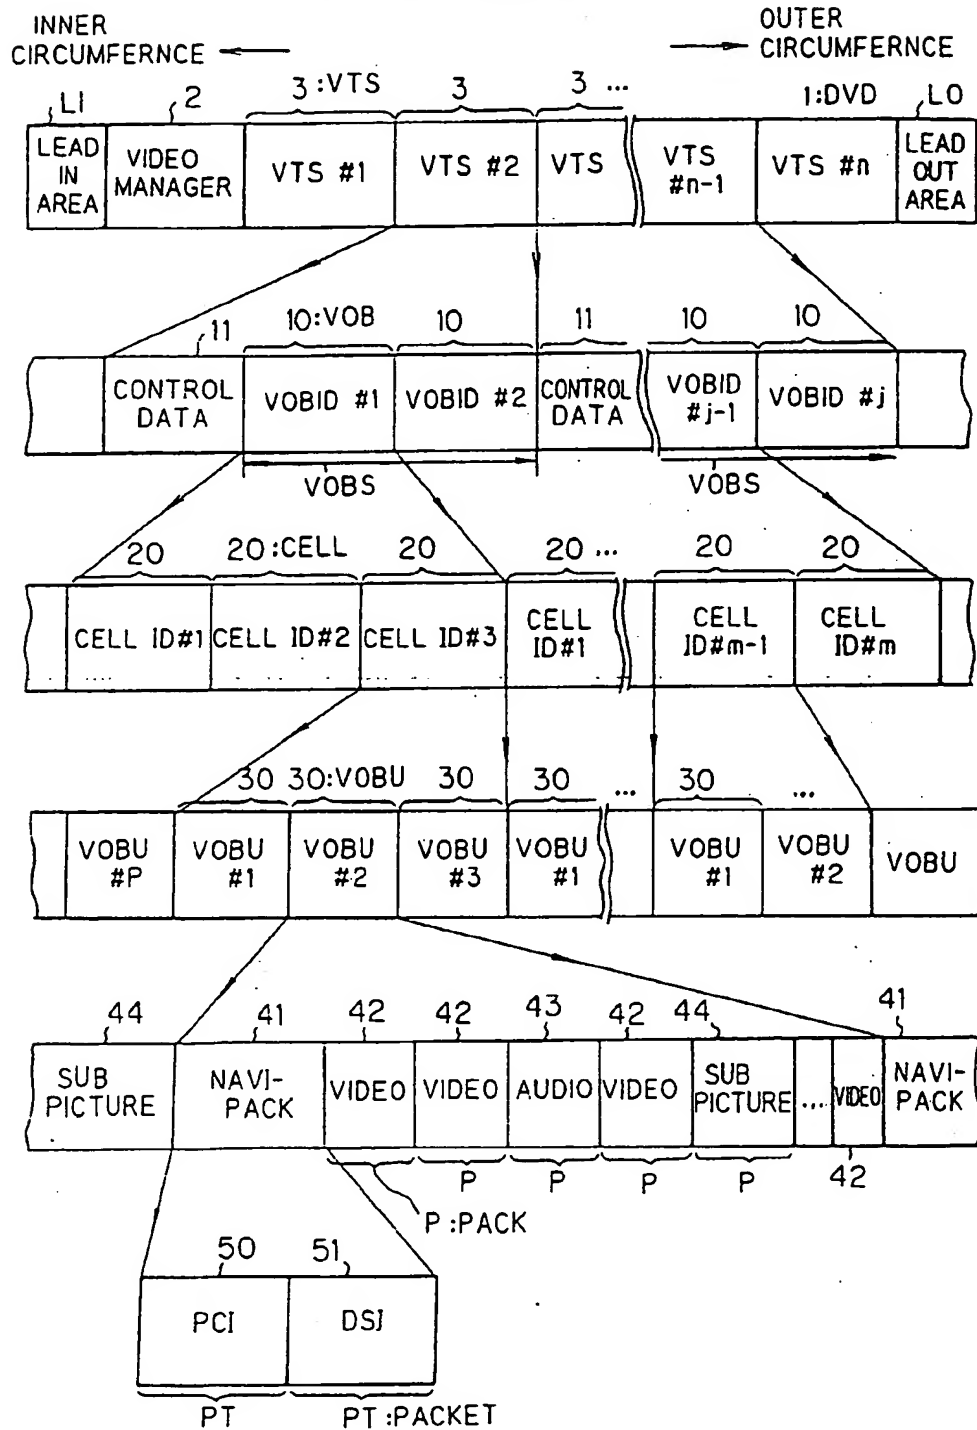 INNER
CIRCUMFERNCE
OUTER
CIRCUMFERNCE
LI
2
3 :VTS
3
3 ...
1:DVD
LO
LEAD
IN
AREA
VIDEO
MANAGER
VTS #1
VTS #2
VTS
VTS
#n-1
VTS #n
LEAD
OUT
AREA
11
10:VOB
10
11
10
10
CONTROL
DATA
VOBID #1
VOBID #2
CONTROL
DATA
VOBID
#j-1
VOBID #j
VOBS
VOBS
20
20:CELL
20
20 ...
20
20
CELL ID#1
CELL ID#2
CELL ID#3
CELL
ID#1
CELL
ID#m-1
CELL
ID#m
30
30:VOBU
30
30
...
30
...
VOBU
#P
VOBU
#1
VOBU
#2
VOBU
#3
VOBU
#1
VOBU
#1
VOBU
#2
VOBU
44
41
42
42
43
42
44
41
SUB
PICTURE
NAVI-
PACK
VIDEO
VIDEO
AUDIO
VIDEO
SUB
PICTURE
....
VIDEO
NAVI-
PACK
P
P
P
P
42
P :PACK
50
51
PCI
DSI
PT
PT :PACKET